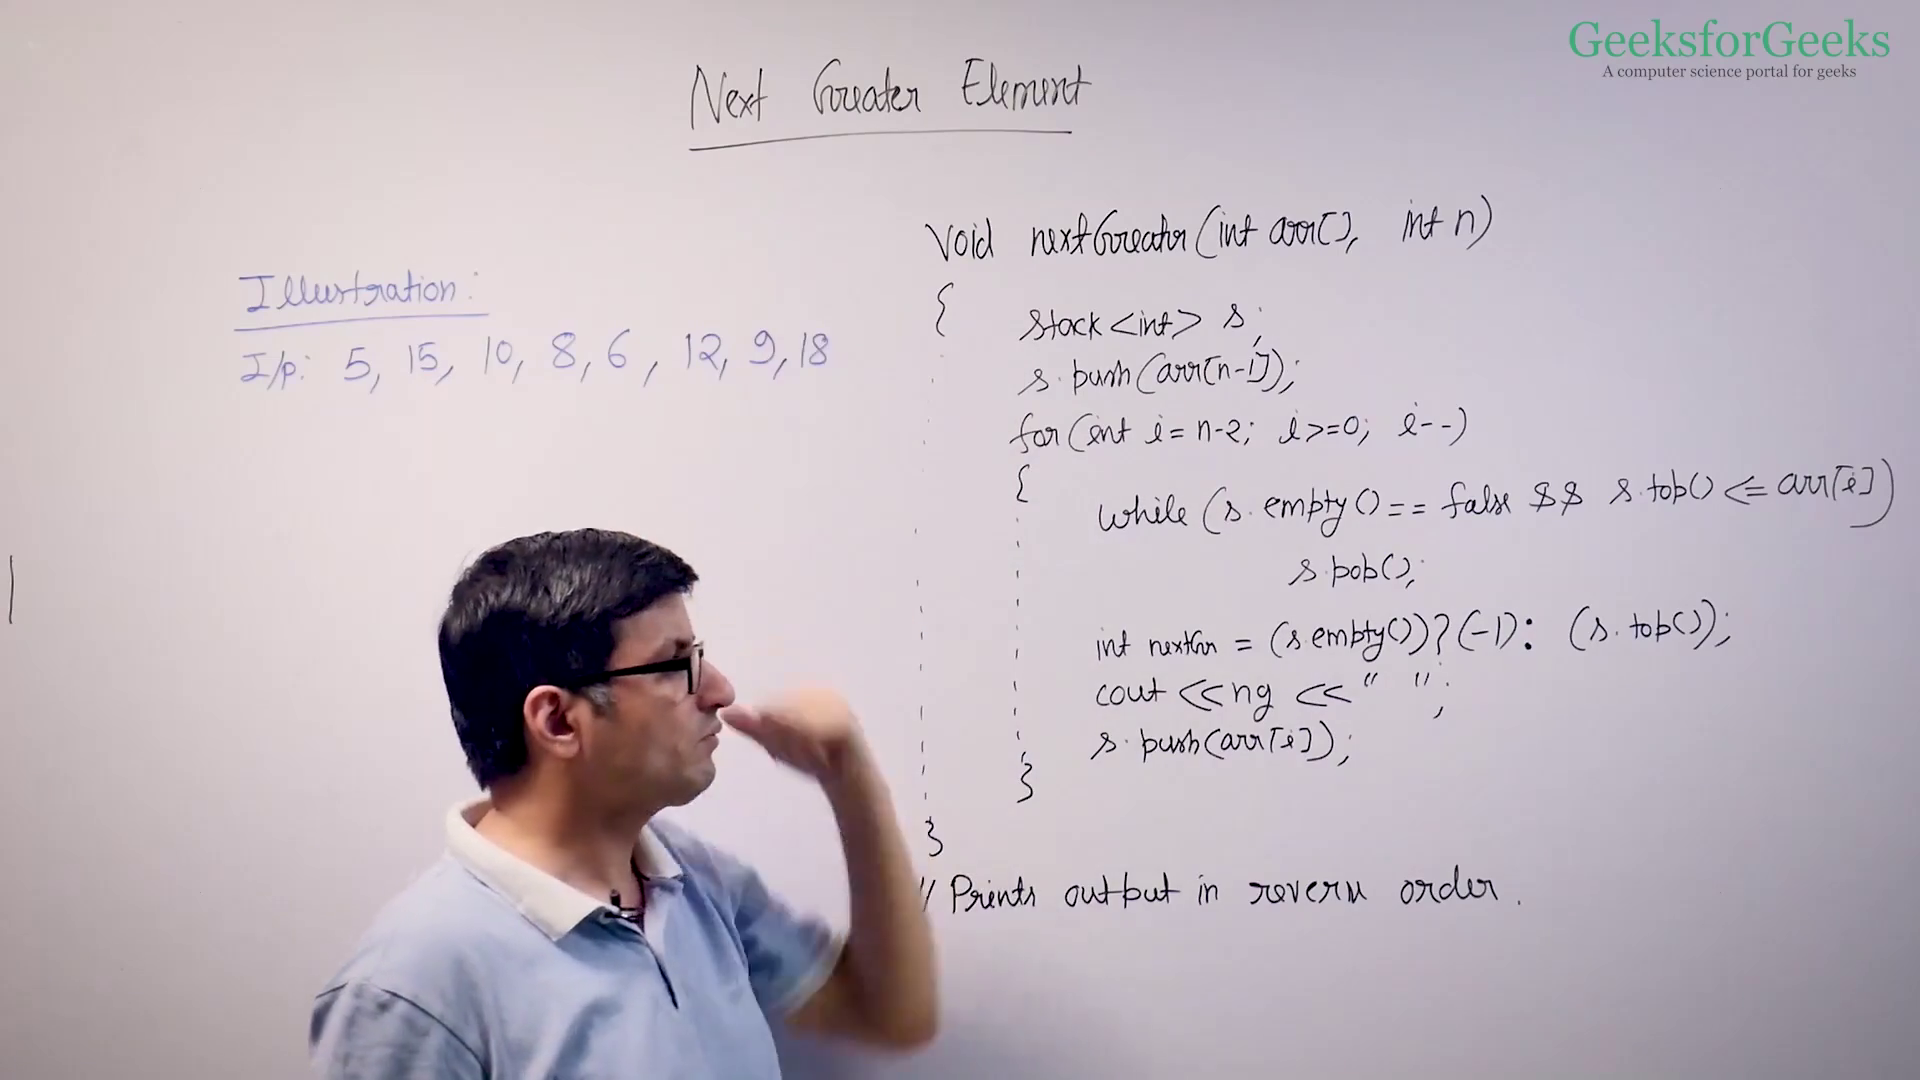 GeeksforGeeks
A computer science portal for geeks
Next Greater Element
Illustration:
I/p: 5, 15, 10, 8, 6, 12, 9, 18
Void nextGreater(int arr[], int n)
{
stack<int> s;
s.push(arr[n-1]);
for(int i = n-2; i>=0; i--)
{
while (s.empty() == false && s.top() <= arr[i])
s.pop();
int nextGr = (s.empty())?(-1): (s.top());
cout <<ng <<" ";
s.push(arr[i]);
}
}
// Prints output in reverse order.